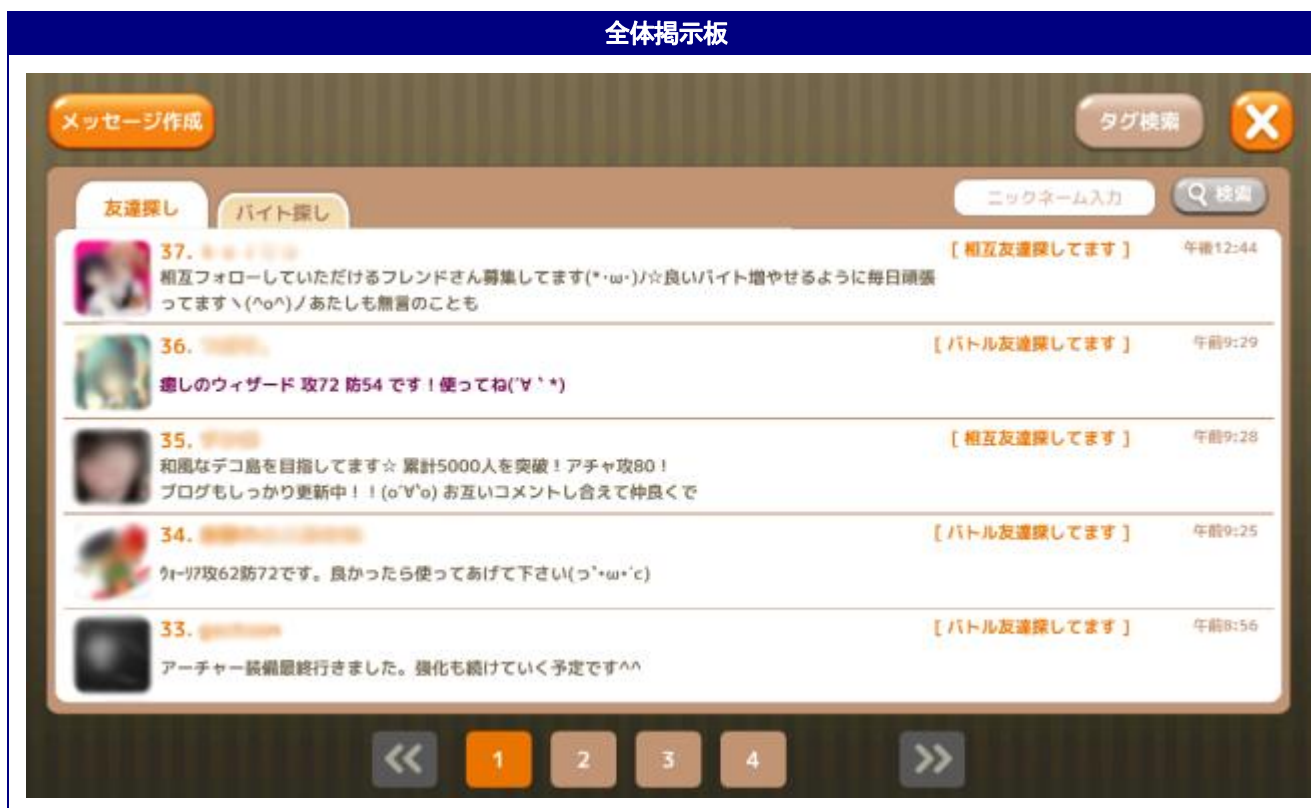 全体掲示板
メッセージ作成
タグ検索
友達探し
バイト探し
ニックネーム入力
検索
37.
[ 相互友達探してます ]
午後12:44
相互フォローしていただけるフレンドさん募集してます(*･ω･)ﾉ☆良いバイト増やせるように毎日頑張
ってますヽ(^o^)ノあたしも無言のことも
36.
[ バトル友達探してます ]
午前9:29
癒しのウィザード 攻72 防54 です！使ってね(´∀｀*)
35.
[ 相互友達探してます ]
午前9:28
和風なデコ島を目指してます☆ 累計5000人を突破！アチャ攻80！
ブログもしっかり更新中！！(o´∀`o) お互いコメントし合えて仲良くで
34.
[ バトル友達探してます ]
午前9:25
ｳｫｰﾘｱ攻62防72です。良かったら使ってあげて下さい(っ`･ω･´c)
33.
[ バトル友達探してます ]
午前8:56
アーチャー装備最終行きました。強化も続けていく予定です^^
1
2
3
4